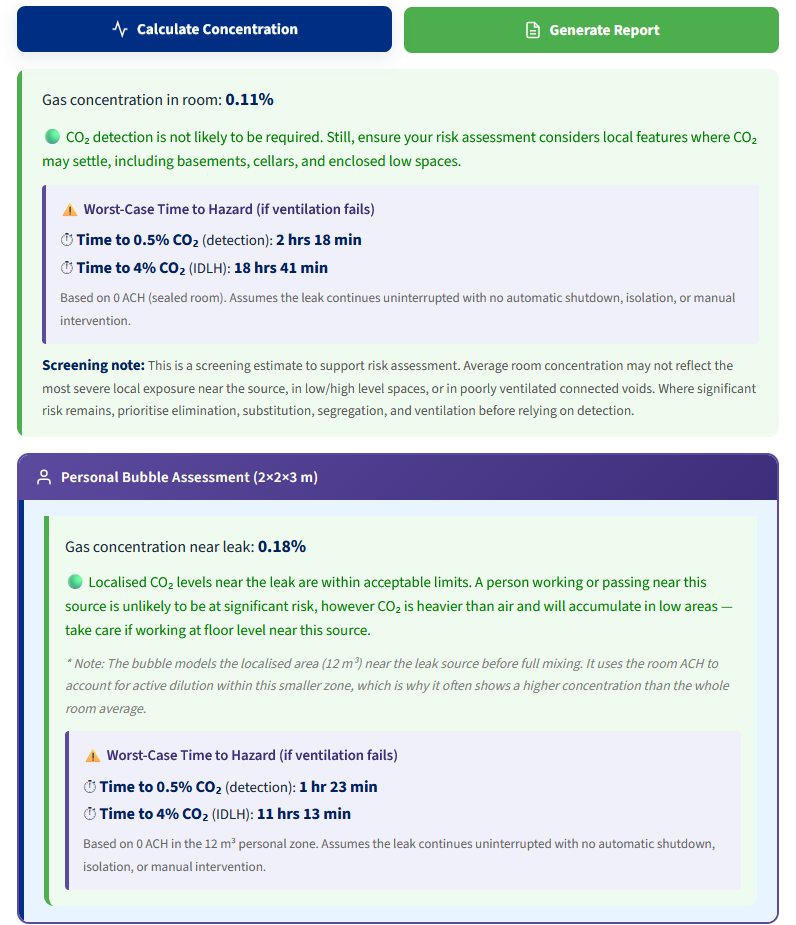 Calculate Concentration
Generate Report
Gas concentration in room: 0.11%
CO₂ detection is not likely to be required. Still, ensure your risk assessment considers local features where CO₂
may settle, including basements, cellars, and enclosed low spaces.
⚠️ Worst-Case Time to Hazard (if ventilation fails)
⏱ Time to 0.5% CO₂ (detection): 2 hrs 18 min
⏱ Time to 4% CO₂ (IDLH): 18 hrs 41 min
Based on 0 ACH (sealed room). Assumes the leak continues uninterrupted with no automatic shutdown, isolation, or manual
intervention.
Screening note: This is a screening estimate to support risk assessment. Average room concentration may not reflect the
most severe local exposure near the source, in low/high level spaces, or in poorly ventilated connected voids. Where significant
risk remains, prioritise elimination, substitution, segregation, and ventilation before relying on detection.
Personal Bubble Assessment (2×2×3 m)
Gas concentration near leak: 0.18%
Localised CO₂ levels near the leak are within acceptable limits. A person working or passing near this
source is unlikely to be at significant risk, however CO₂ is heavier than air and will accumulate in low areas —
take care if working at floor level near this source.
* Note: The bubble models the localised area (12 m³) near the leak source before full mixing. It uses the room ACH to
account for active dilution within this smaller zone, which is why it often shows a higher concentration than the whole
room average.
⚠️ Worst-Case Time to Hazard (if ventilation fails)
⏱ Time to 0.5% CO₂ (detection): 1 hr 23 min
⏱ Time to 4% CO₂ (IDLH): 11 hrs 13 min
Based on 0 ACH in the 12 m³ personal zone. Assumes the leak continues uninterrupted with no automatic shutdown,
isolation, or manual intervention.